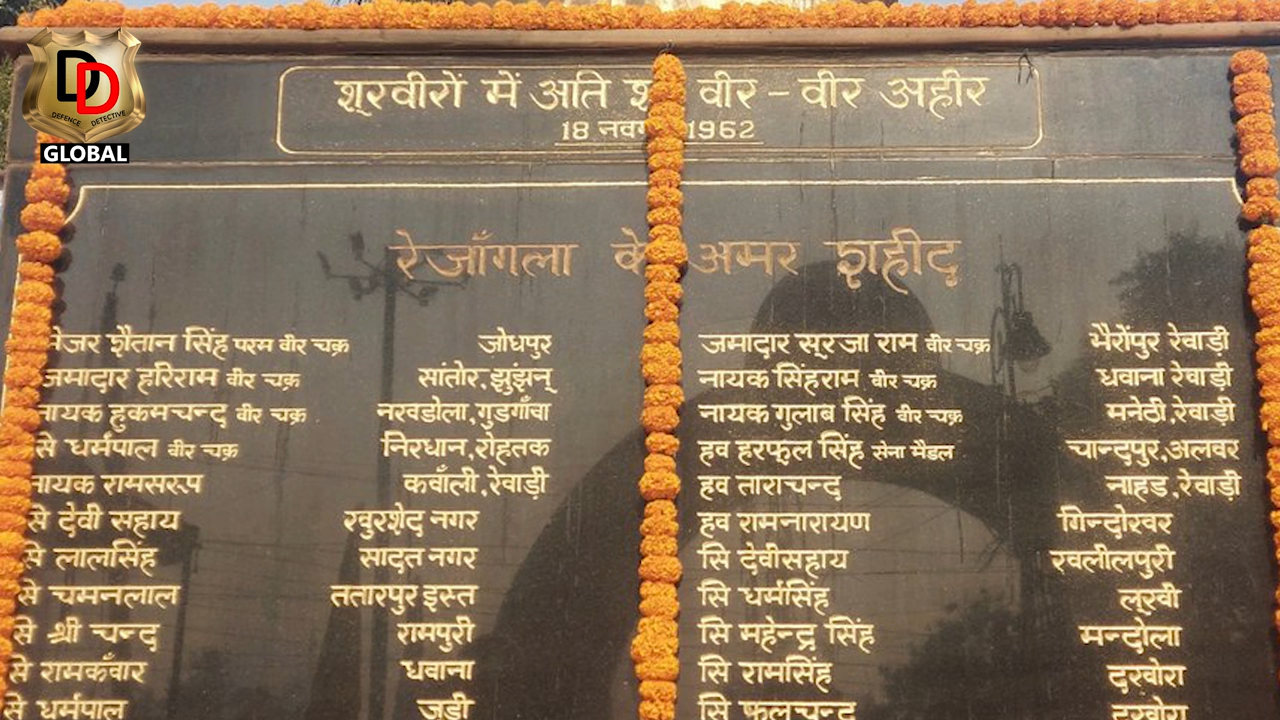 DD
DEFENCE DETECTIVE
GLOBAL
शूरवीरों में अति वीर - वीर अहीर
18 1962
रेजाँगला के अमर शहीद
मेजर शैतान सिंह परम वीर चक्र जोधपुर
जमादार हरिराम वीर चक्र सांतोर,झुंझनू
नायक हुकमचन्द वीर चक्र नरवडोला,गुडगाँवा
सि धर्मपाल वीर चक्र निरधान,रोहतक
नायक रामसरूप कवाँली,रेवाड़ी
सि देवी सहाय खुरशेद नगर
सि लालसिंह सादत नगर
सि चमनलाल ततारपुर इस्त
सि श्री चन्द रामपुरी
सि रामकँवार धवाना
सि धर्मपाल जडी
जमादार सूरजा राम वीर चक्र भैरोंपुर रेवाड़ी
नायक सिंहराम वीर चक्र धवाना रेवाड़ी
नायक गुलाब सिंह वीर चक्र मनेठी,रेवाड़ी
हव हरफूल सिंह सेना मैडल चान्दपुर,अलवर
हव ताराचन्द नाहड,रेवाड़ी
हव रामनारायण गिन्दोखर
सि देवीसहाय खलीलपुरी
सि धर्मसिंह लूखी
सि महेन्द्र सिंह मन्दोला
सि रामसिंह दखोरा
सि फूलचन्द दखोरा